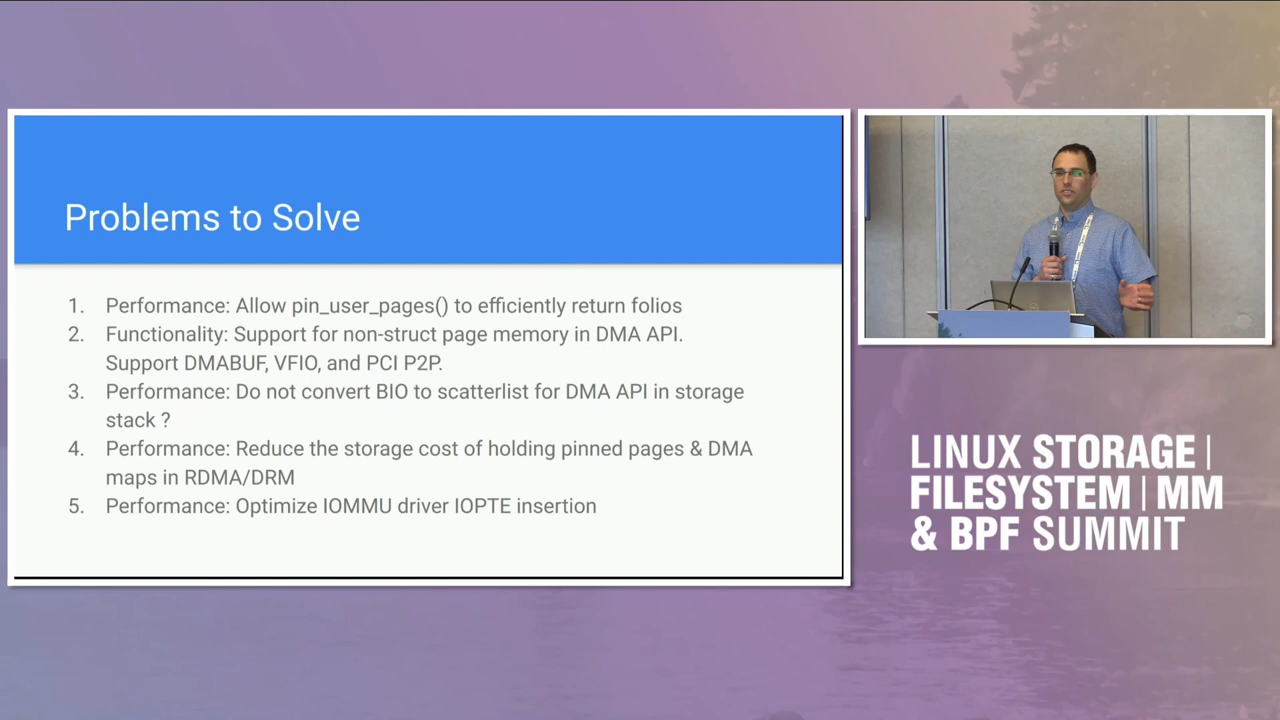 Problems to Solve
1. Performance: Allow pin_user_pages() to efficiently return folios
2. Functionality: Support for non-struct page memory in DMA API.
Support DMABUF, VFIO, and PCI P2P.
3. Performance: Do not convert BIO to scatterlist for DMA API in storage
stack ?
4. Performance: Reduce the storage cost of holding pinned pages & DMA
maps in RDMA/DRM
5. Performance: Optimize IOMMU driver IOPTE insertion
LINUX STORAGE |
FILESYSTEM | MM
& BPF SUMMIT